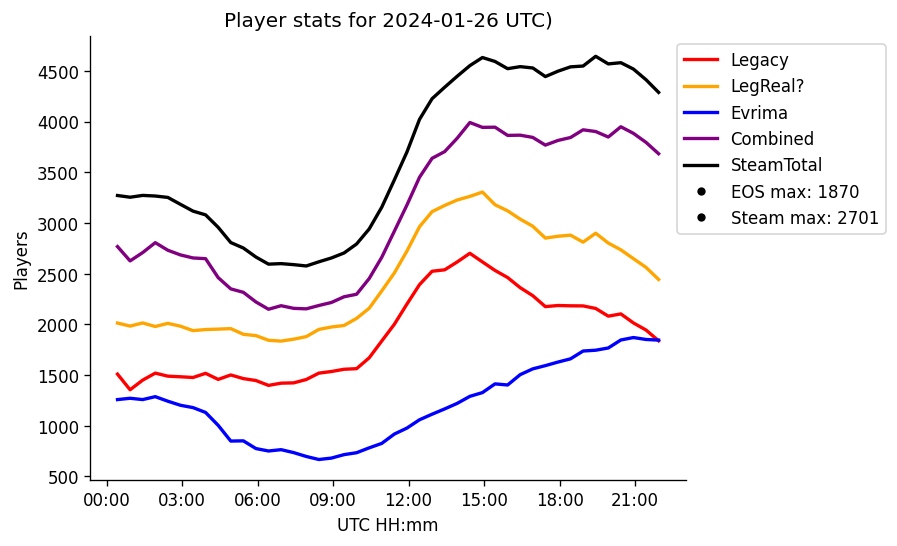 Player stats for 2024-01-26 UTC)
Legacy
LegReal?
Evrima
Combined
SteamTotal
EOS max: 1870
Steam max: 2701
Players
4500
4000
3500
3000
2500
2000
1500
1000
500
00:00 03:00 06:00 09:00 12:00 15:00 18:00 21:00
UTC HH:mm